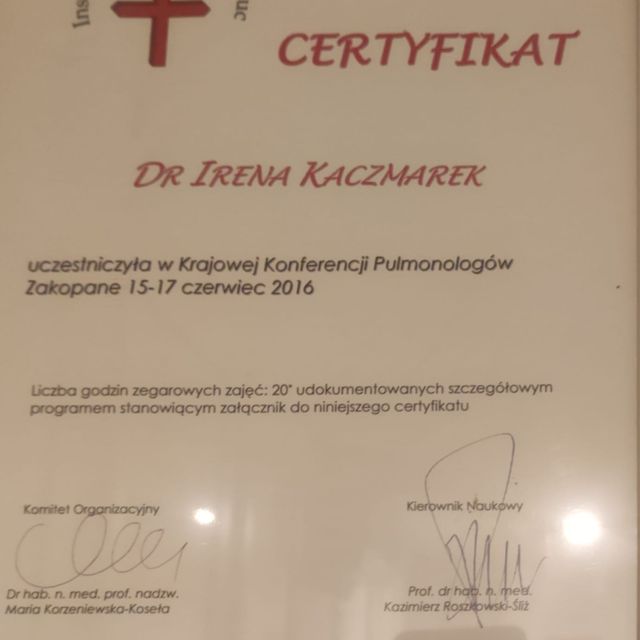 CERTYFIKAT
DR IRENA KACZMAREK
uczestniczyła w Krajowej Konferencji Pulmonologów
Zakopane 15-17 czerwiec 2016
Liczba godzin zegarowych zajęć: 20* udokumentowanych szczegółowym
programem stanowiącym załącznik do niniejszego certyfikatu
Komitet Organizacyjny
Kierownik Naukowy
Dr hab. n. med. prof. nadzw.
Maria Korzeniewska-Koseła
Prof. dr hab. n. med.
Kazimierz Roszkowski-Śliż